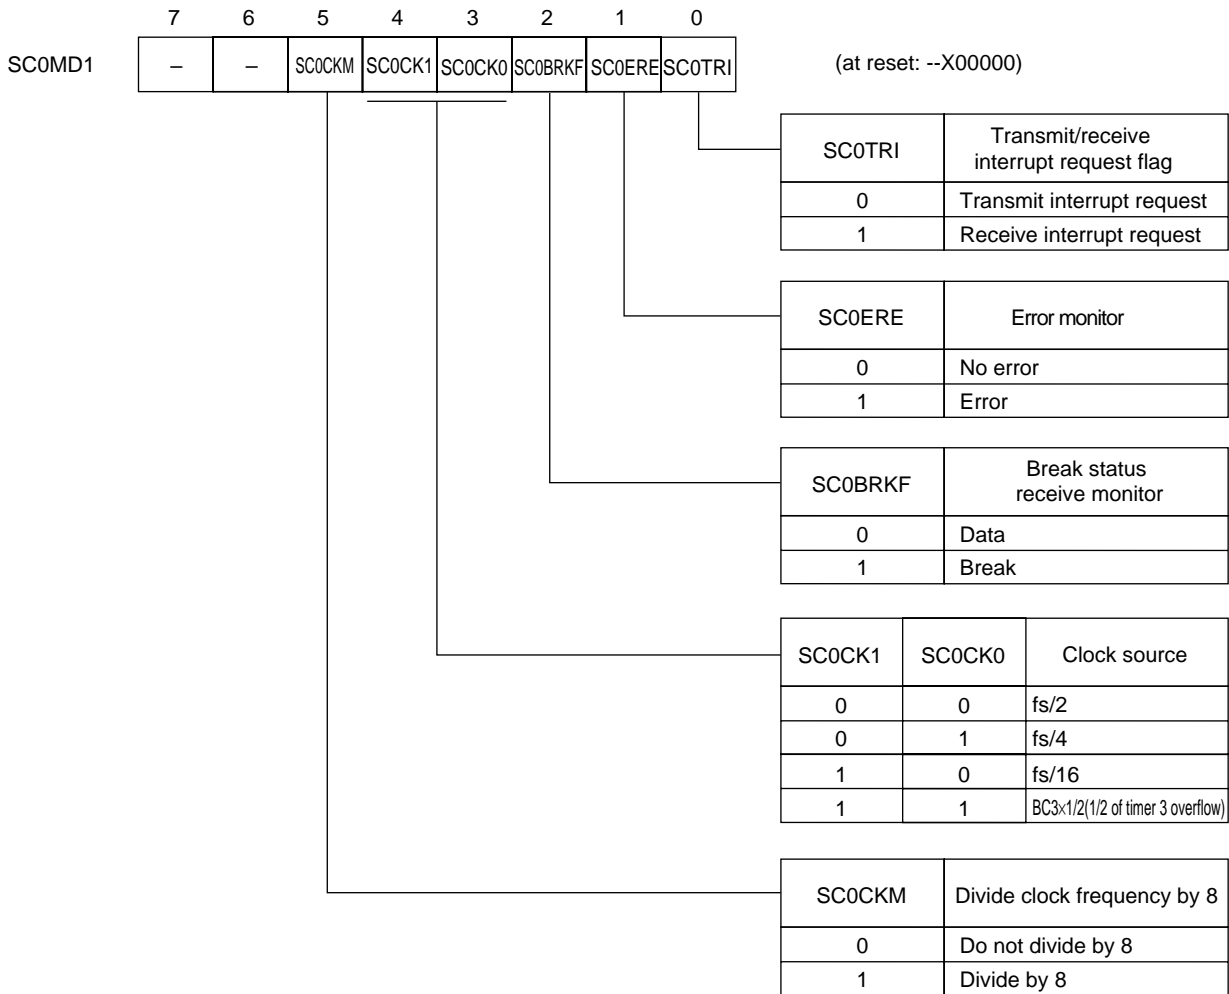 7 6 5 4 3 2 1 0
SC0MD1 – – SC0CKM SC0CK1 SC0CK0 SC0BRKF SC0ERE SC0TRI (at reset: --X00000)
SC0TRI Transmit/receive
interrupt request flag
0 Transmit interrupt request
1 Receive interrupt request
SC0ERE Error monitor
0 No error
1 Error
SC0BRKF Break status
receive monitor
0 Data
1 Break
SC0CK1 SC0CK0 Clock source
0 0 fs/2
0 1 fs/4
1 0 fs/16
1 1 BC3×1/2(1/2 of timer 3 overflow)
SC0CKM Divide clock frequency by 8
0 Do not divide by 8
1 Divide by 8